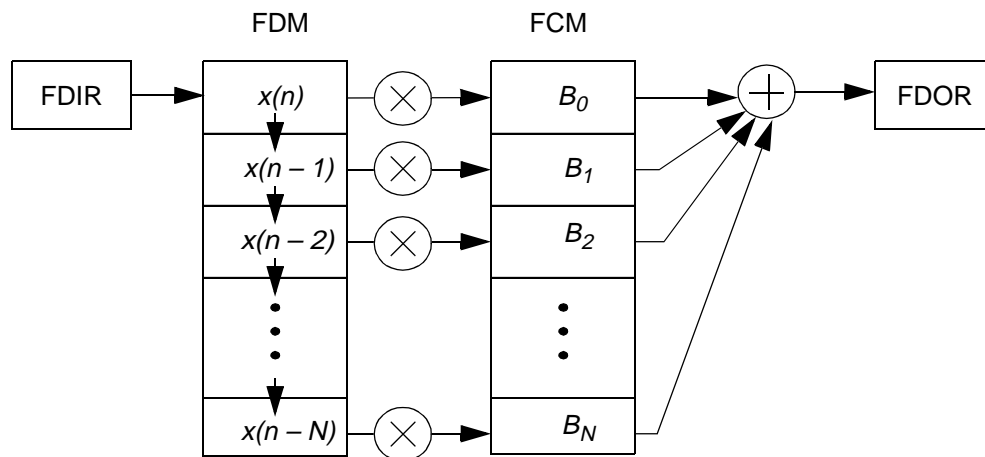 FDM FCM
FDIR x(n) B0 FDOR
x(n – 1) B1
x(n – 2) B2
x(n – N) BN